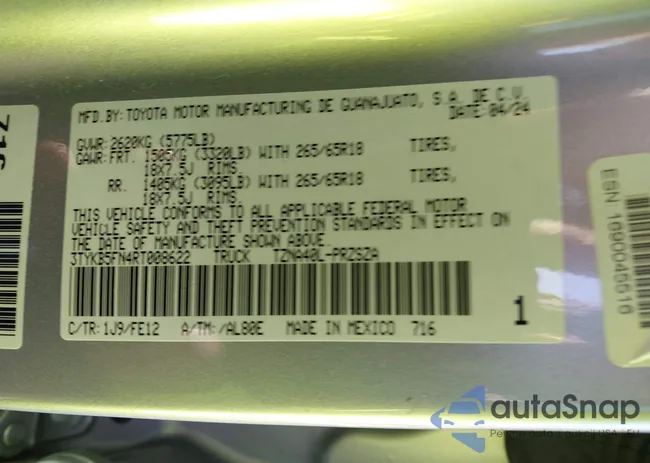 MFD.BY: TOYOTA MOTOR MANUFACTURING DE GUANAJUATO, S.A. DE C.V.
DATE: 04/24
GVWR: 2620KG (5775LB)
GAWR: FRT. 1505KG (3320LB) WITH 265/65R18 TIRES,
18X7.5J RIMS.
RR. 1405KG (3095LB) WITH 265/65R18 TIRES,
18X7.5J RIMS.
THIS VEHICLE CONFORMS TO ALL APPLICABLE FEDERAL MOTOR
VEHICLE SAFETY AND THEFT PREVENTION STANDARDS IN EFFECT ON
THE DATE OF MANUFACTURE SHOWN ABOVE.
3TYKB5FN4RT008622 TRUCK TZNA40L-PRZSZA
C/TR: 1J9/FE12 A/TM: /AL80E MADE IN MEXICO 716
1
716
ESN 1690045516
autoSnap